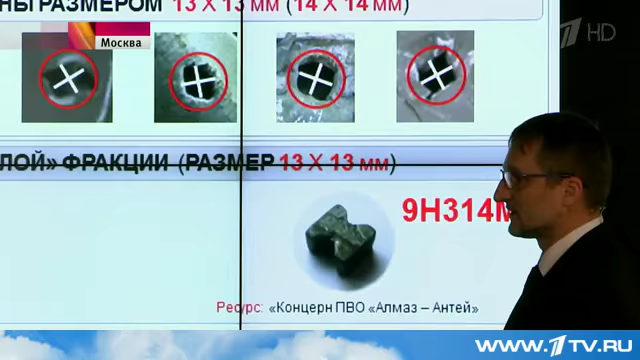 НЫ РАЗМЕРОМ 13 X 13 мм (14 X 14 мм)
Москва
HD
ЛОЙ» ФРАКЦИИ (РАЗМЕР 13 X 13 мм)
9Н314М
Ресурс: «Концерн ПВО «Алмаз – Антей»
WWW.1TV.RU